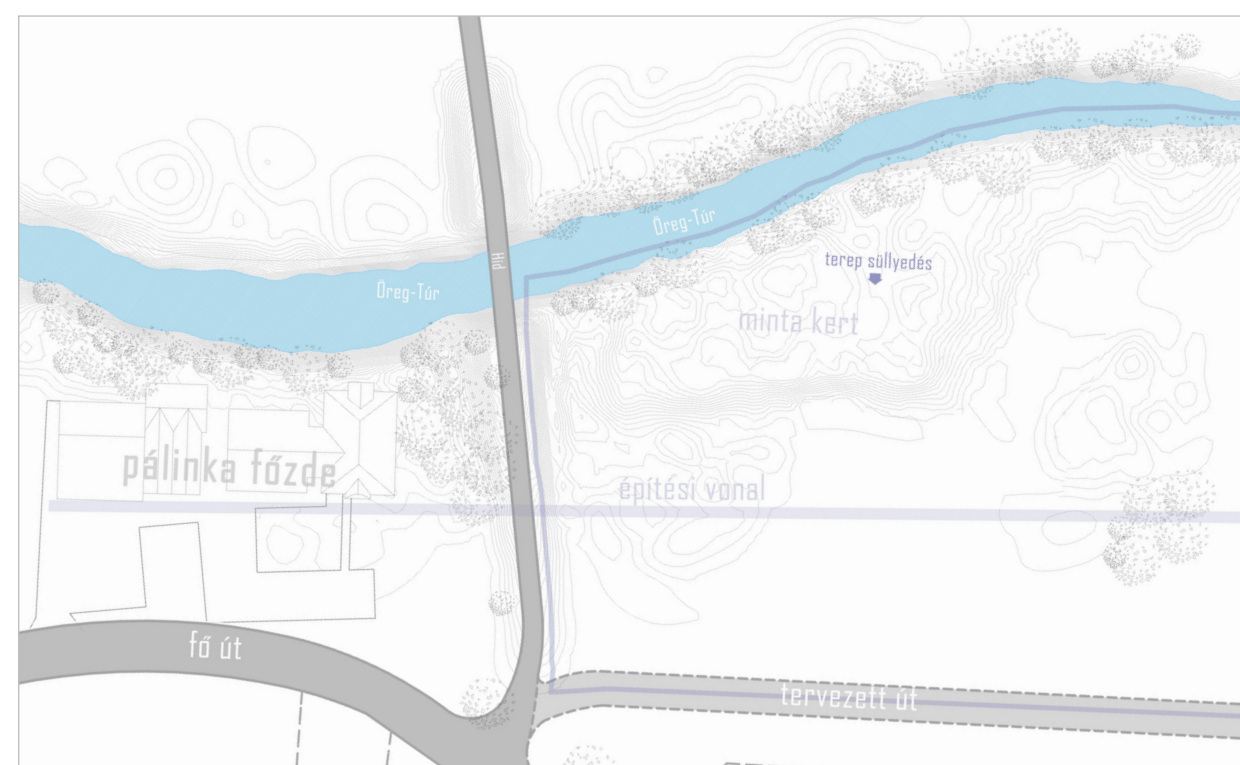 Öreg-Túr
Híd
terep süllyedés
Öreg-Túr
minta kert
pálinka főzde
építési vonal
fő út
tervezett út